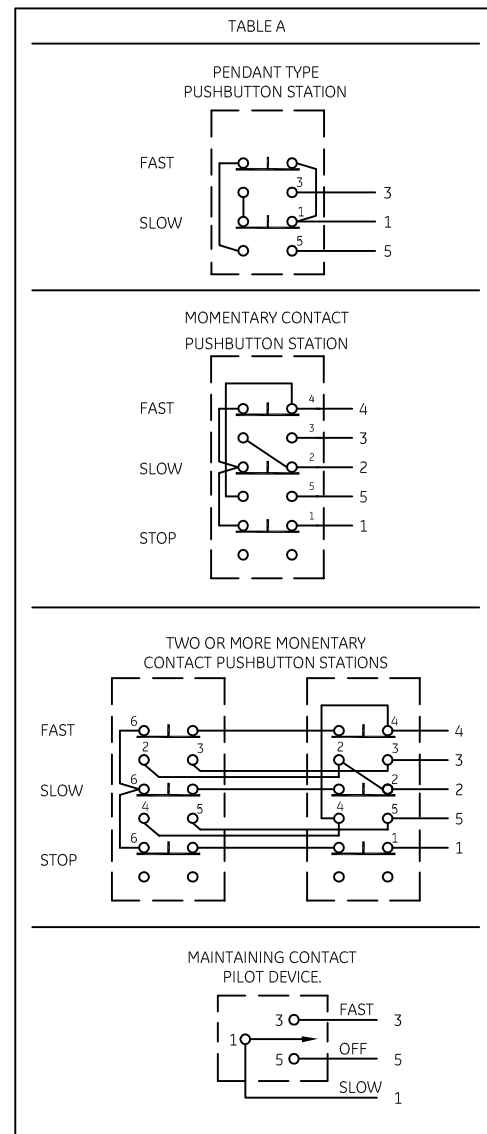 TABLE A
PENDANT TYPE
PUSHBUTTON STATION
FAST
3 3
SLOW 1 1
5 5
MOMENTARY CONTACT
PUSHBUTTON STATION
FAST 4 4
3 3
SLOW 2 2
5 5
STOP 1 1
TWO OR MORE MONENTARY
CONTACT PUSHBUTTON STATIONS
FAST 6 4 4
2 3 2 3 3
SLOW 6 2 2
4 5 4 5 5
STOP 6 1 1
MAINTAINING CONTACT
PILOT DEVICE.
3 FAST 3
1
5 OFF 5
SLOW 1